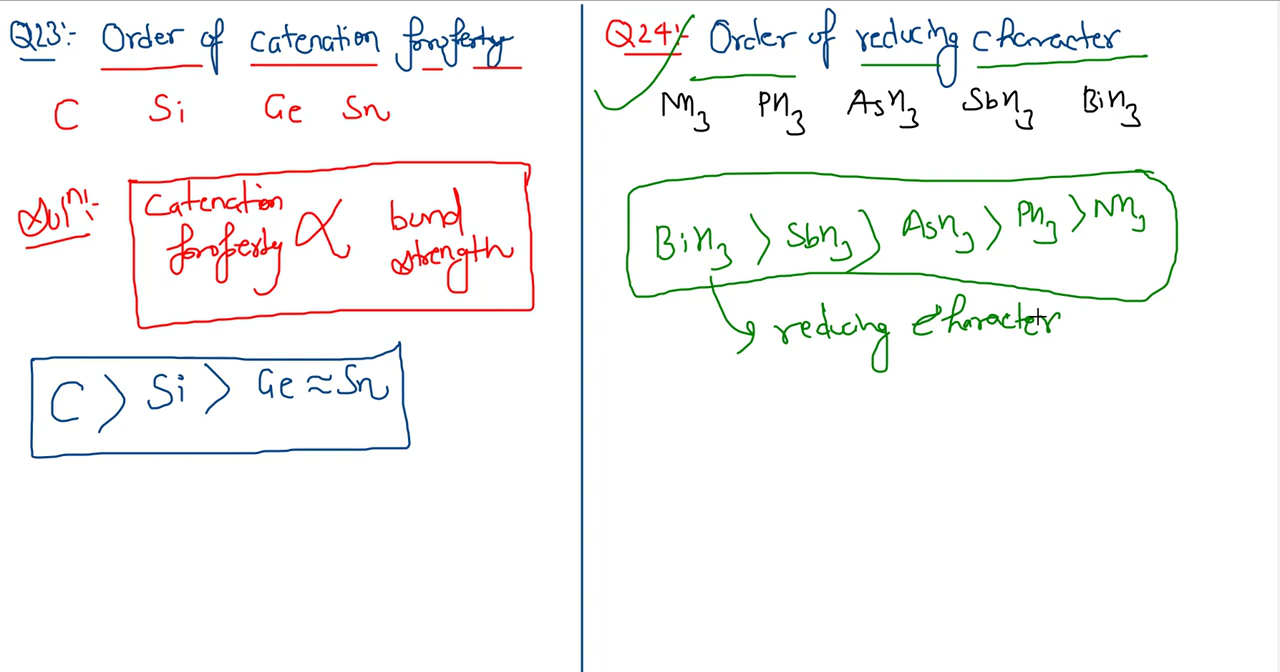 Q23:- Order of catenation property
C Si Ge Sn
Solⁿ:-
Catenation property ∝ bond strength
C > Si > Ge ≈ Sn
Q24:- Order of reducing character
NH₃ PH₃ AsH₃ SbH₃ BiH₃
BiH₃ > SbH₃ > AsH₃ > PH₃ > NH₃
reducing character